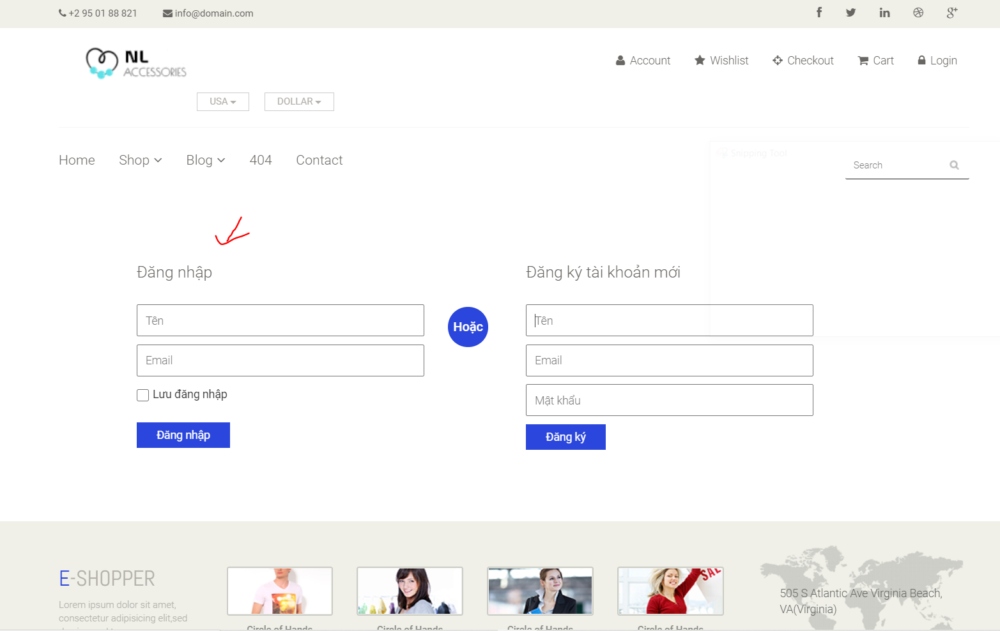 +2 95 01 88 821
info@domain.com
NL
ACCESSORIES
Account
Wishlist
Checkout
Cart
Login
USA
DOLLAR
Home
Shop
Blog
404
Contact
Snipping Tool
Search
Đăng nhập
Tên
Email
Lưu đăng nhập
Đăng nhập
Hoặc
Đăng ký tài khoản mới
Tên
Email
Mật khẩu
Đăng ký
E-SHOPPER
Lorem ipsum dolor sit amet,
consectetur adipisicing elit,sed
SALE
505 S Atlantic Ave Virginia Beach,
VA(Virginia)
Circle of Hands
Circle of Hands
Circle of Hands
Circle of Hands